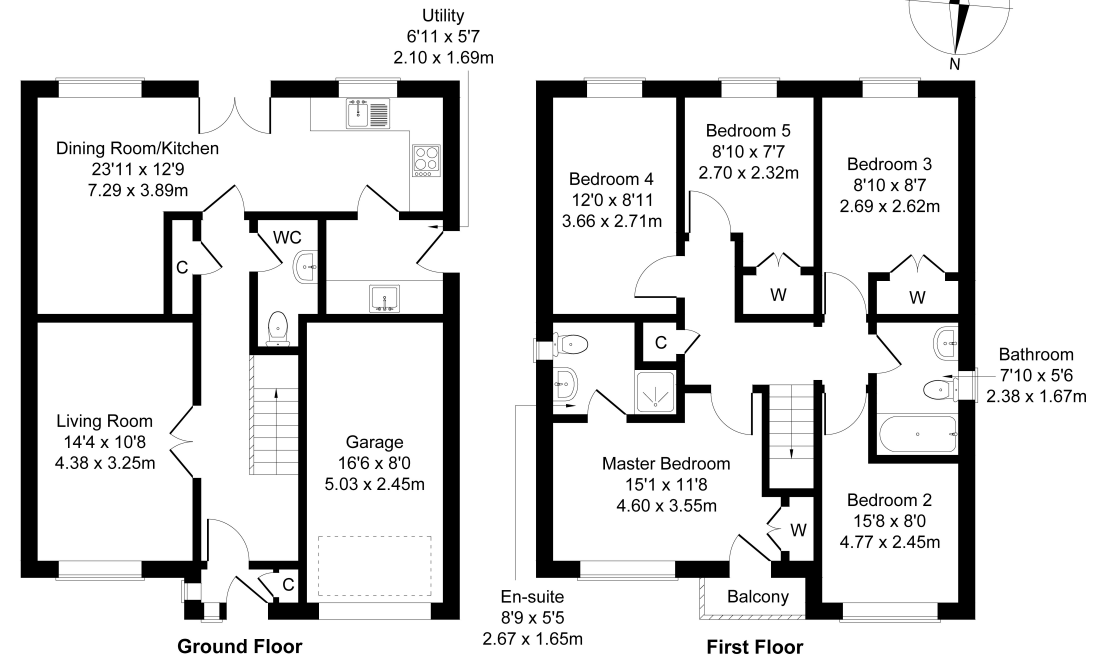 Utility
6'11 x 5'7
2.10 x 1.69m
N
Dining Room/Kitchen
23'11 x 12'9
7.29 x 3.89m
WC
C
Living Room
14'4 x 10'8
4.38 x 3.25m
Garage
16'6 x 8'0
5.03 x 2.45m
C
Ground Floor
Bedroom 4
12'0 x 8'11
3.66 x 2.71m
Bedroom 5
8'10 x 7'7
2.70 x 2.32m
Bedroom 3
8'10 x 8'7
2.69 x 2.62m
W
W
C
Bathroom
7'10 x 5'6
2.38 x 1.67m
Master Bedroom
15'1 x 11'8
4.60 x 3.55m
W
Bedroom 2
15'8 x 8'0
4.77 x 2.45m
Balcony
En-suite
8'9 x 5'5
2.67 x 1.65m
First Floor